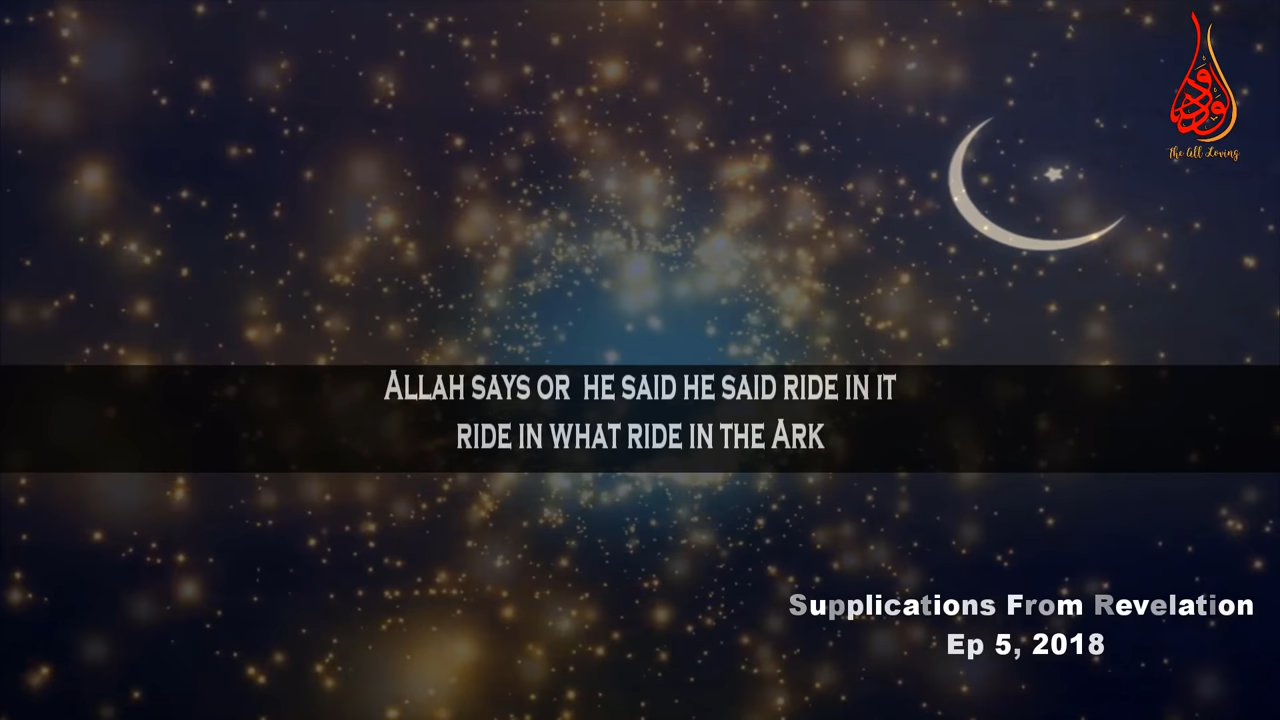 الودود
The All Loving
Allah says or he said he said ride in it
ride in what ride in the Ark
Supplications From Revelation
Ep 5, 2018